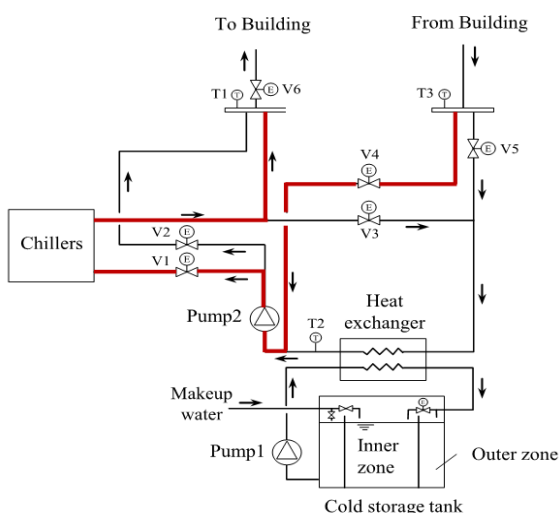 To Building
From Building
T1
T
E
V6
T3
T
E
V5
V4
E
E
V3
Chillers
V2
E
V1
E
Pump2
T2
T
Heat
exchanger
Makeup
water
E
Pump1
Inner
zone
Outer zone
Cold storage tank